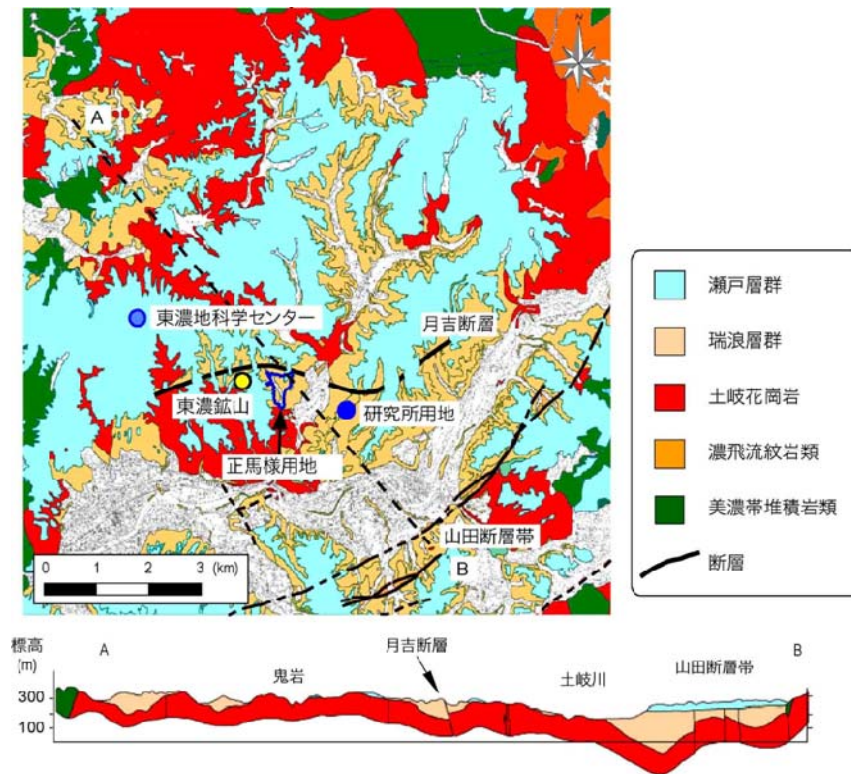 N
A
東濃地科学センター
月吉断層
東濃鉱山
研究所用地
正馬様用地
山田断層帯
B
0 1 2 3 (km)
瀬戸層群
瑞浪層群
土岐花崗岩
濃飛流紋岩類
美濃帯堆積岩類
断層
標高
(m)
A
鬼岩
月吉断層
土岐川
山田断層帯
B
300
100